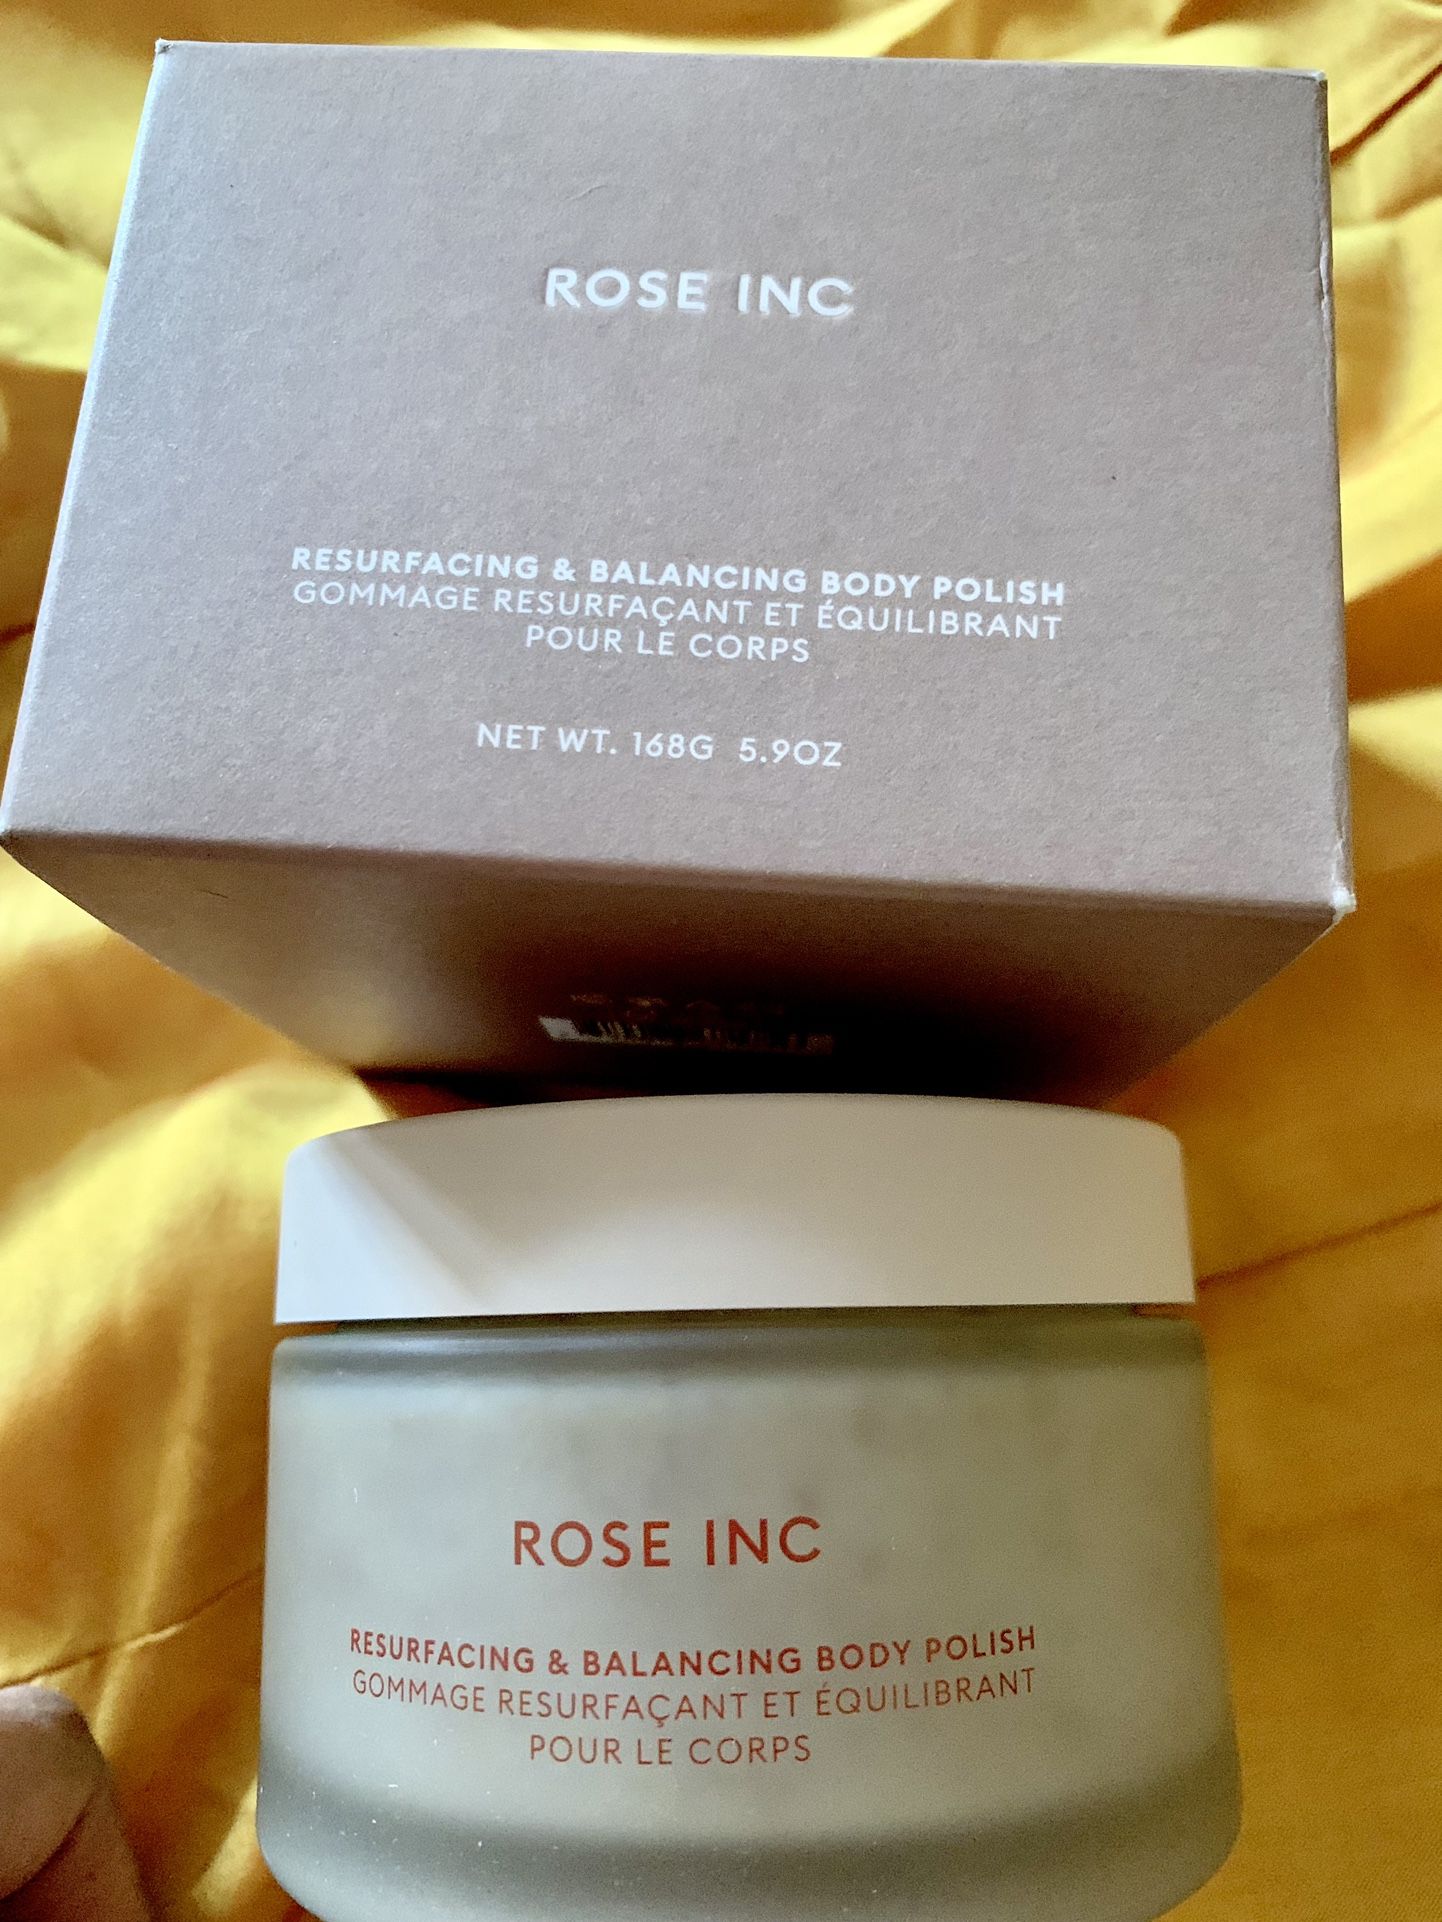 ROSE INC
RESURFACING & BALANCING BODY POLISH
GOMMAGE RESURFAÇANT ET ÉQUILIBRANT
POUR LE CORPS
NET WT. 168G 5.9OZ
ROSE INC
RESURFACING & BALANCING BODY POLISH
GOMMAGE RESURFAÇANT ET ÉQUILIBRANT
POUR LE CORPS